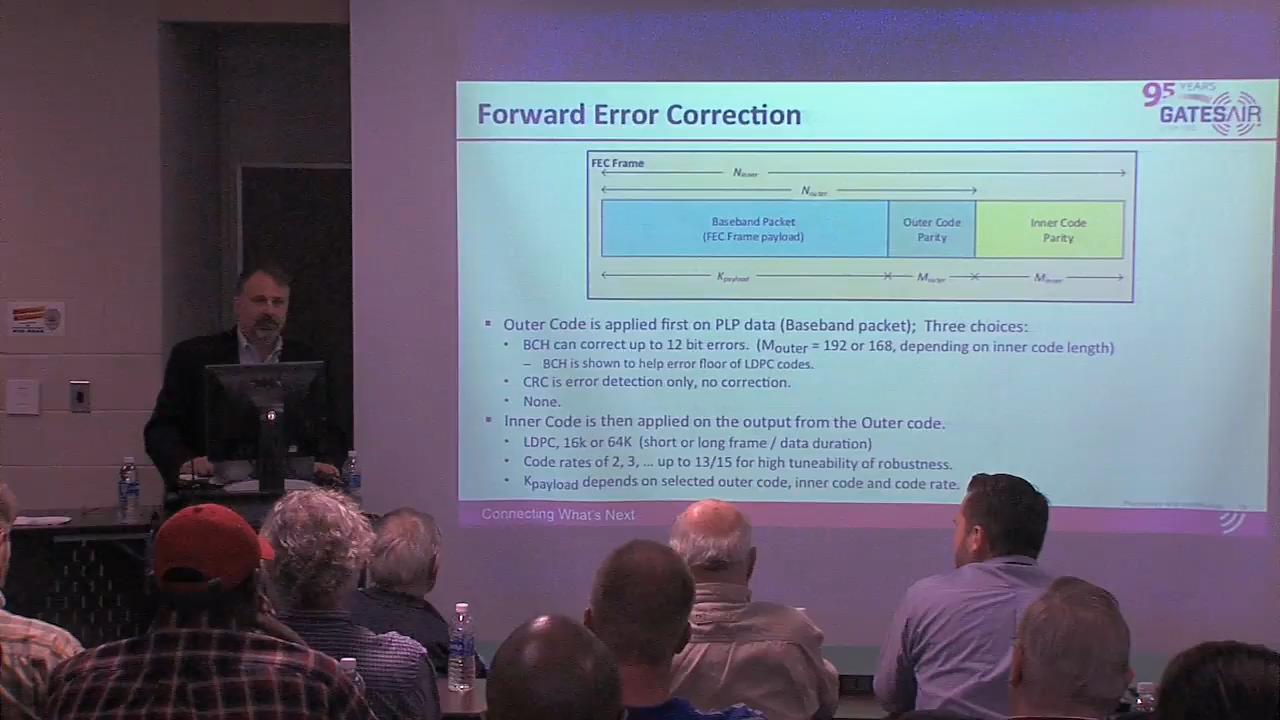 Forward Error Correction
95 YEARS
GATESAIR
FEC Frame
N
N outer
Baseband Packet
(FEC Frame payload)
Outer Code
Parity
Inner Code
Parity
K payload
M outer
M
Outer Code is applied first on PLP data (Baseband packet); Three choices:
BCH can correct up to 12 bit errors. (Mouter = 192 or 168, depending on inner code length)
– BCH is shown to help error floor of LDPC codes.
CRC is error detection only, no correction.
None.
Inner Code is then applied on the output from the Outer code.
LDPC, 16k or 64K (short or long frame / data duration)
Code rates of 2, 3, ... up to 13/15 for high tuneability of robustness.
Kpayload depends on selected outer code, inner code and code rate.
Connecting What's Next